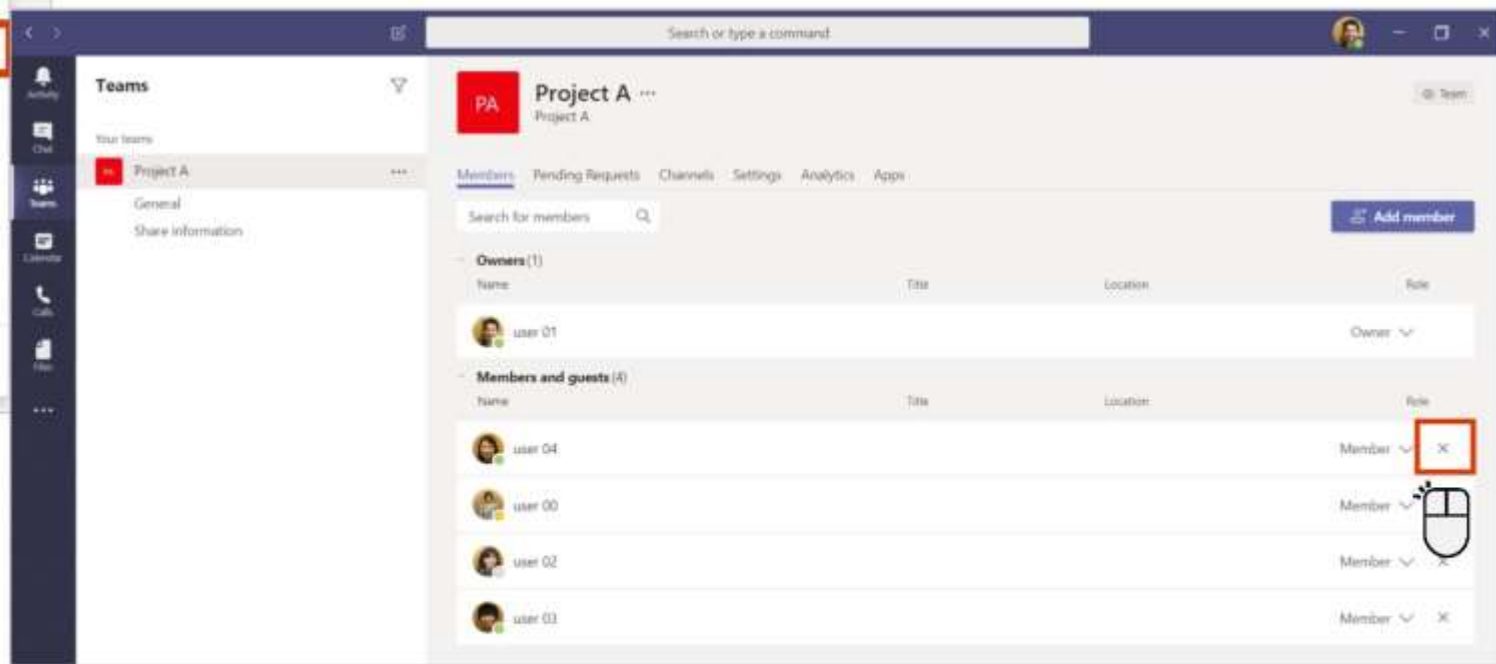 Search or type a command
Activity
Chat
Teams
Calendar
Calls
Files
Teams
Your teams
PA Project A
General
Share information
PA
Project A
Project A
Team
Members Pending Requests Channels Settings Analytics Apps
Search for members
Add member
Owners(1)
Name Title Location Role
user 01 Owner
Members and guests(4)
Name Title Location Role
user 04 Member
user 00 Member
user 02 Member
user 03 Member